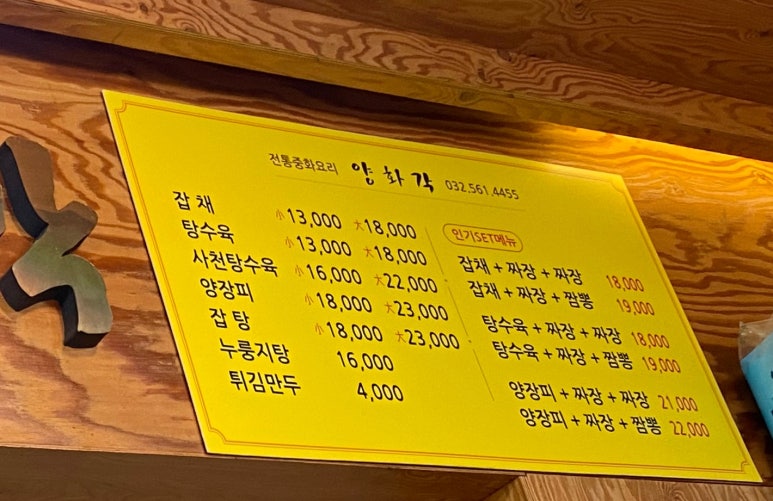 전통중화요리 양화각 032.561.4455
잡채 小13,000 大18,000
탕수육 小13,000 大18,000
사천탕수육 小16,000 大22,000
양장피 小18,000 大23,000
잡탕 小18,000 大23,000
누룽지탕 16,000
튀김만두 4,000
인기SET메뉴
잡채 + 짜장 + 짜장 18,000
잡채 + 짜장 + 짬뽕 19,000
탕수육 + 짜장 + 짜장 18,000
탕수육 + 짜장 + 짬뽕 19,000
양장피 + 짜장 + 짜장 21,000
양장피 + 짜장 + 짬뽕 22,000